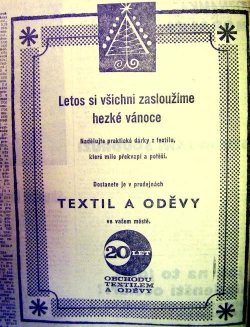 Letos si všichni zasloužíme
hezké vánoce
Nadělujte praktické dárky z textilu,
které mile překvapí a potěší.
Dostanete je v prodejnách
TEXTIL A ODĚVY
ve vašem městě.
20 LET
OBCHODU
TEXTILEM
A ODĚVY